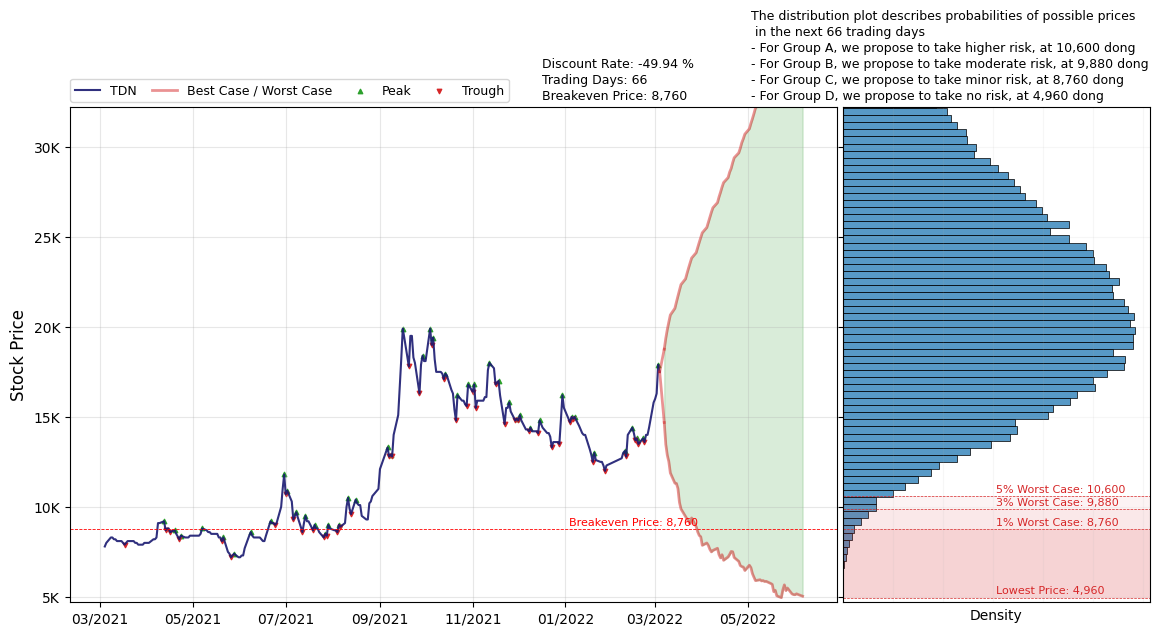 The distribution plot describes probabilities of possible prices
in the next 66 trading days
- For Group A, we propose to take higher risk, at 10,600 dong
- For Group B, we propose to take moderate risk, at 9,880 dong
- For Group C, we propose to take minor risk, at 8,760 dong
- For Group D, we propose to take no risk, at 4,960 dong
Discount Rate: -49.94 %
Trading Days: 66
Breakeven Price: 8,760
TDN
Best Case / Worst Case
Peak
Trough
Stock Price
30K
25K
20K
15K
10K
5K
Breakeven Price: 8,760
03/2021
05/2021
07/2021
09/2021
11/2021
01/2022
03/2022
05/2022
5% Worst Case: 10,600
3% Worst Case: 9,880
1% Worst Case: 8,760
Lowest Price: 4,960
Density